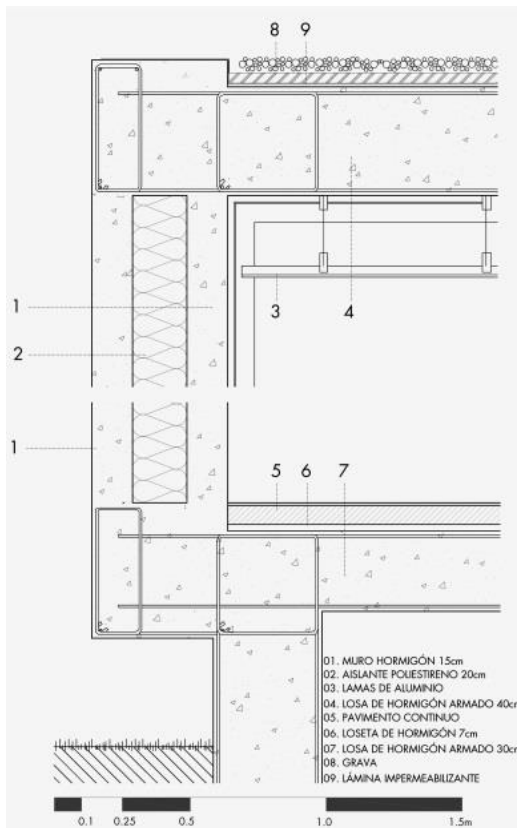 8 9
1
2
3 4
1
5 6 7
01. MURO HORMIGÓN 15cm
02. AISLANTE POLIESTIRENO 20cm
03. LAMAS DE ALUMINIO
04. LOSA DE HORMIGÓN ARMADO 40cm
05. PAVIMENTO CONTINUO
06. LOSETA DE HORMIGÓN 7cm
07. LOSA DE HORMIGÓN ARMADO 30cm
08. GRAVA
09. LÁMINA IMPERMEABILIZANTE
0.1 0.25 0.5 1.0 1.5m